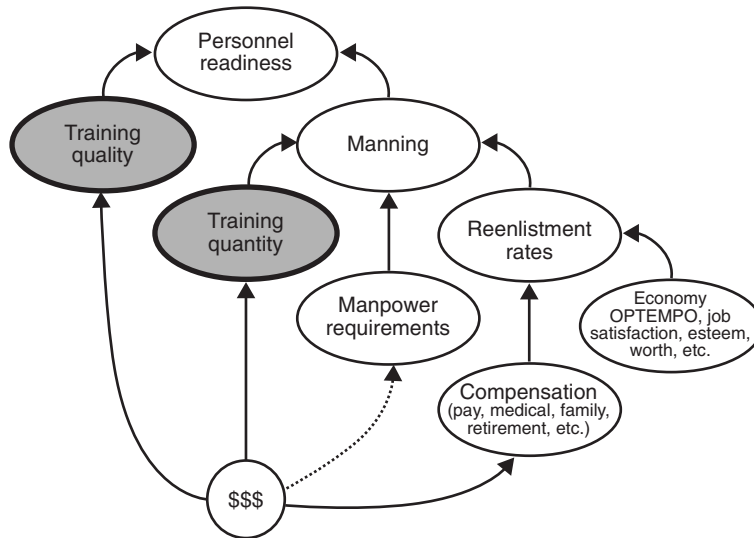 Personnel
readiness
Training
quality
Manning
Training
quantity
Reenlistment
rates
Manpower
requirements
Economy
OPTEMPO, job
satisfaction, esteem,
worth, etc.
Compensation
(pay, medical, family,
retirement, etc.)
$$$